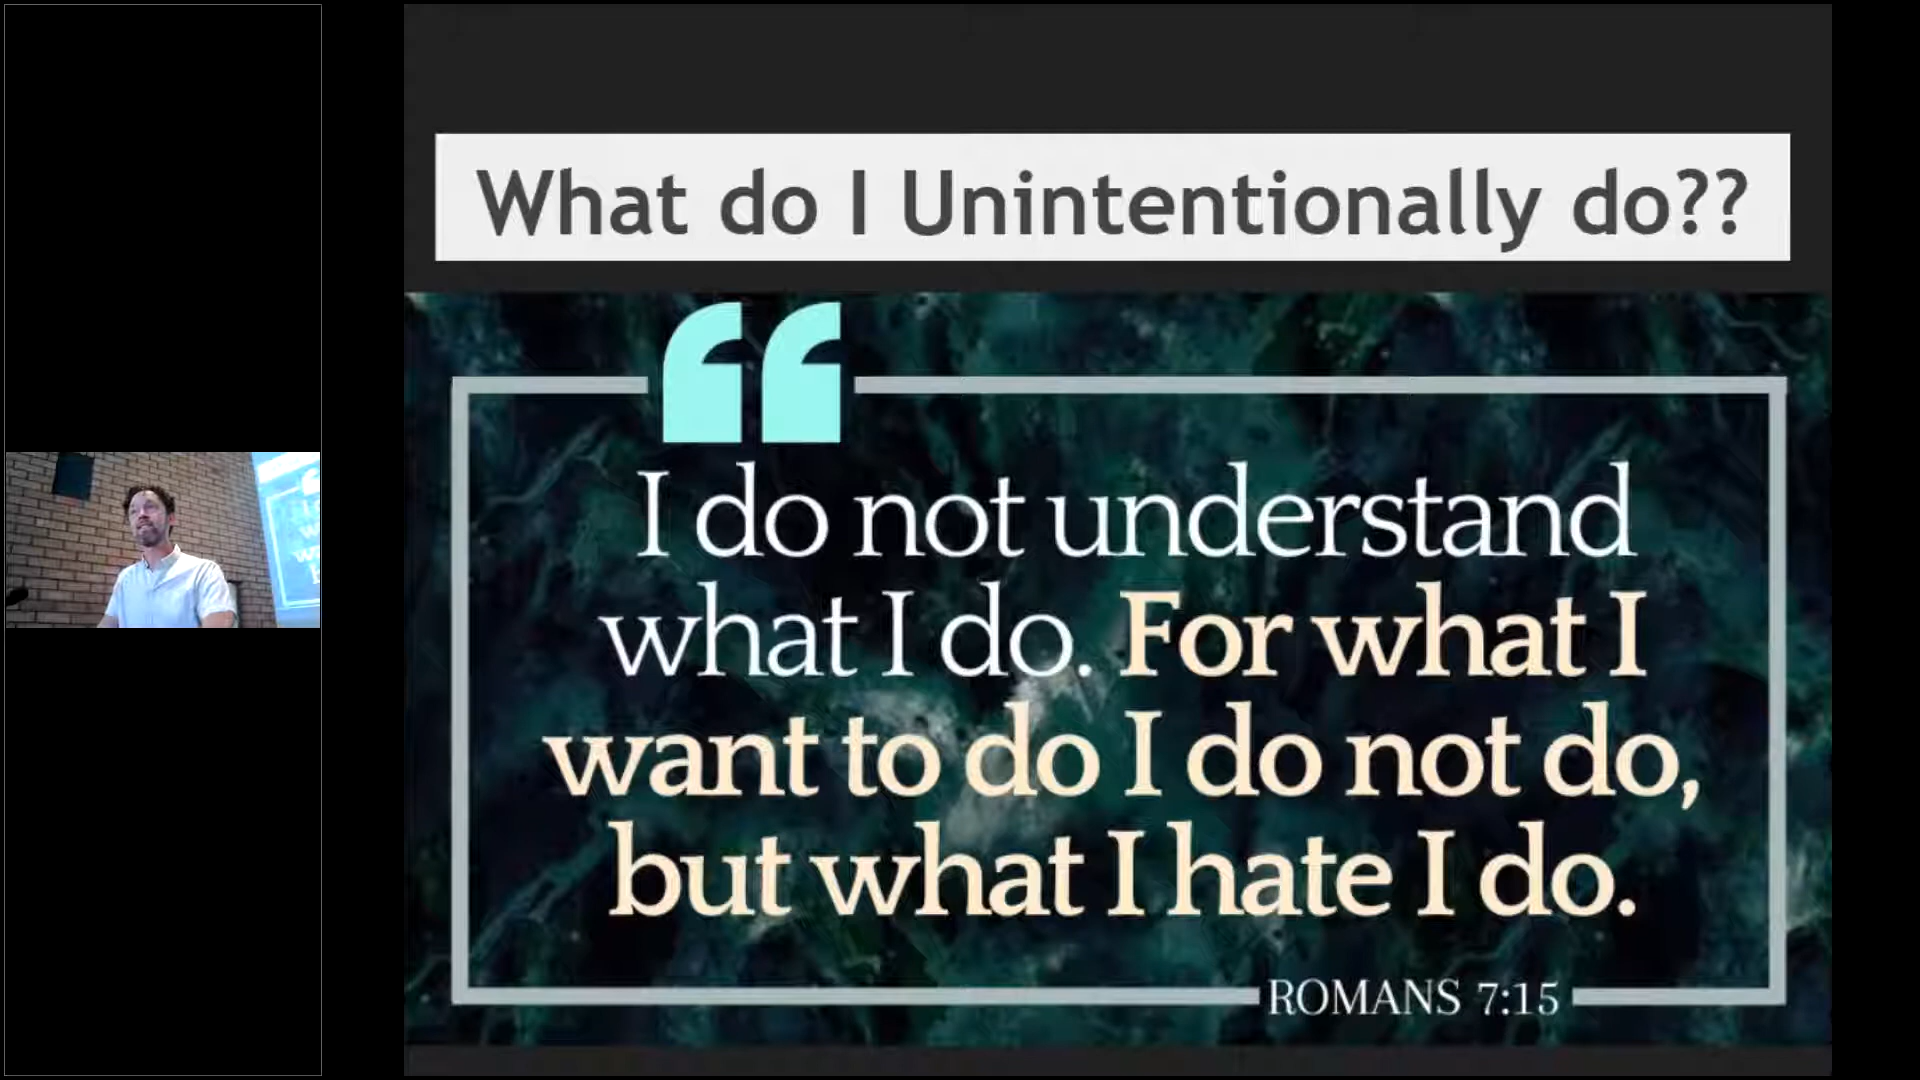 What do I Unintentionally do??
I do not understand
what I do. For what I
want to do I do not do,
but what I hate I do.
ROMANS 7:15